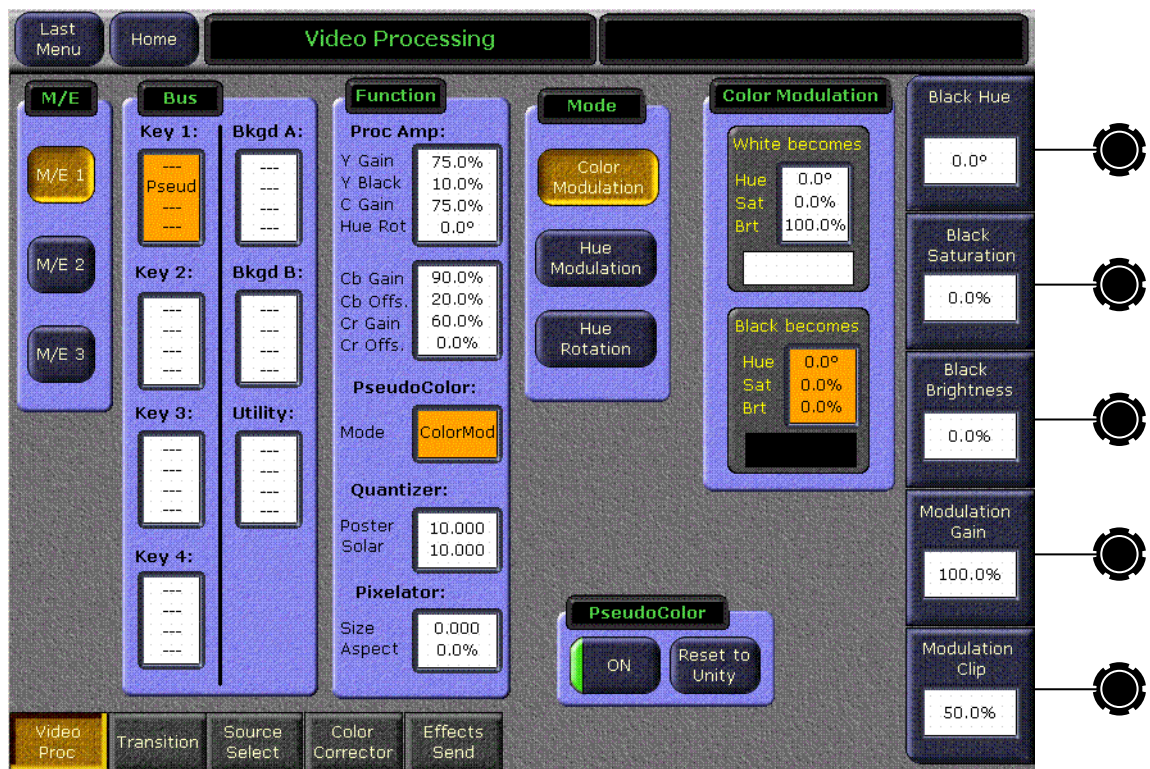 Last
Menu
Home
Video Processing
M/E
M/E 1
M/E 2
M/E 3
Bus
Key 1:
---
Pseud
---
---
Key 2:
---
---
---
---
Key 3:
---
---
---
---
Key 4:
---
---
---
---
Bkgd A:
---
---
---
---
Bkgd B:
---
---
---
---
Utility:
---
---
---
---
Function
Proc Amp:
Y Gain 75.0%
Y Black 10.0%
C Gain 75.0%
Hue Rot 0.0°
Cb Gain 90.0%
Cb Offs. 20.0%
Cr Gain 60.0%
Cr Offs. 0.0%
PseudoColor:
Mode ColorMod
Quantizer:
Poster 10.000
Solar 10.000
Pixelator:
Size 0.000
Aspect 0.0%
Mode
Color
Modulation
Hue
Modulation
Hue
Rotation
PseudoColor
ON
Reset to
Unity
Color Modulation
White becomes
Hue 0.0°
Sat 0.0%
Brt 100.0%
Black becomes
Hue 0.0°
Sat 0.0%
Brt 0.0%
Black Hue
0.0°
Black
Saturation
0.0%
Black
Brightness
0.0%
Modulation
Gain
100.0%
Modulation
Clip
50.0%
Video
Proc
Transition
Source
Select
Color
Corrector
Effects
Send